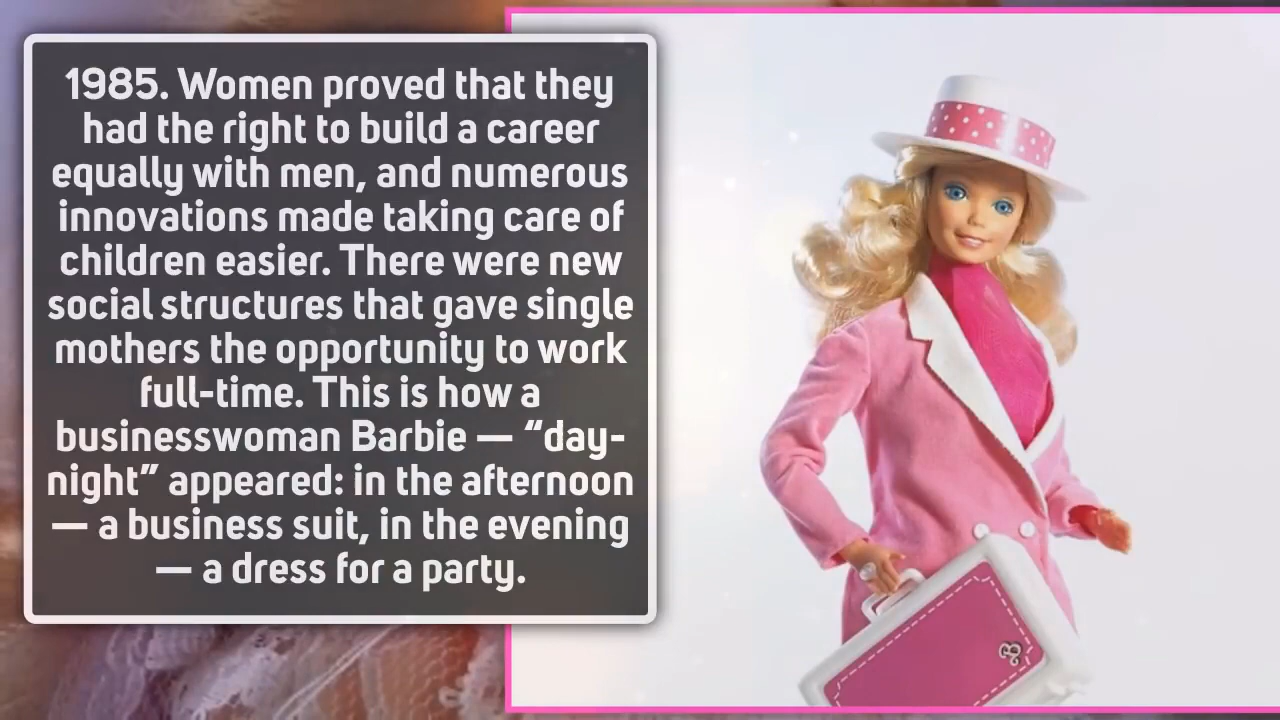 1985. Women proved that they
had the right to build a career
equally with men, and numerous
innovations made taking care of
children easier. There were new
social structures that gave single
mothers the opportunity to work
full-time. This is how a
businesswoman Barbie — “day-
night” appeared: in the afternoon
— a business suit, in the evening
— a dress for a party.
B